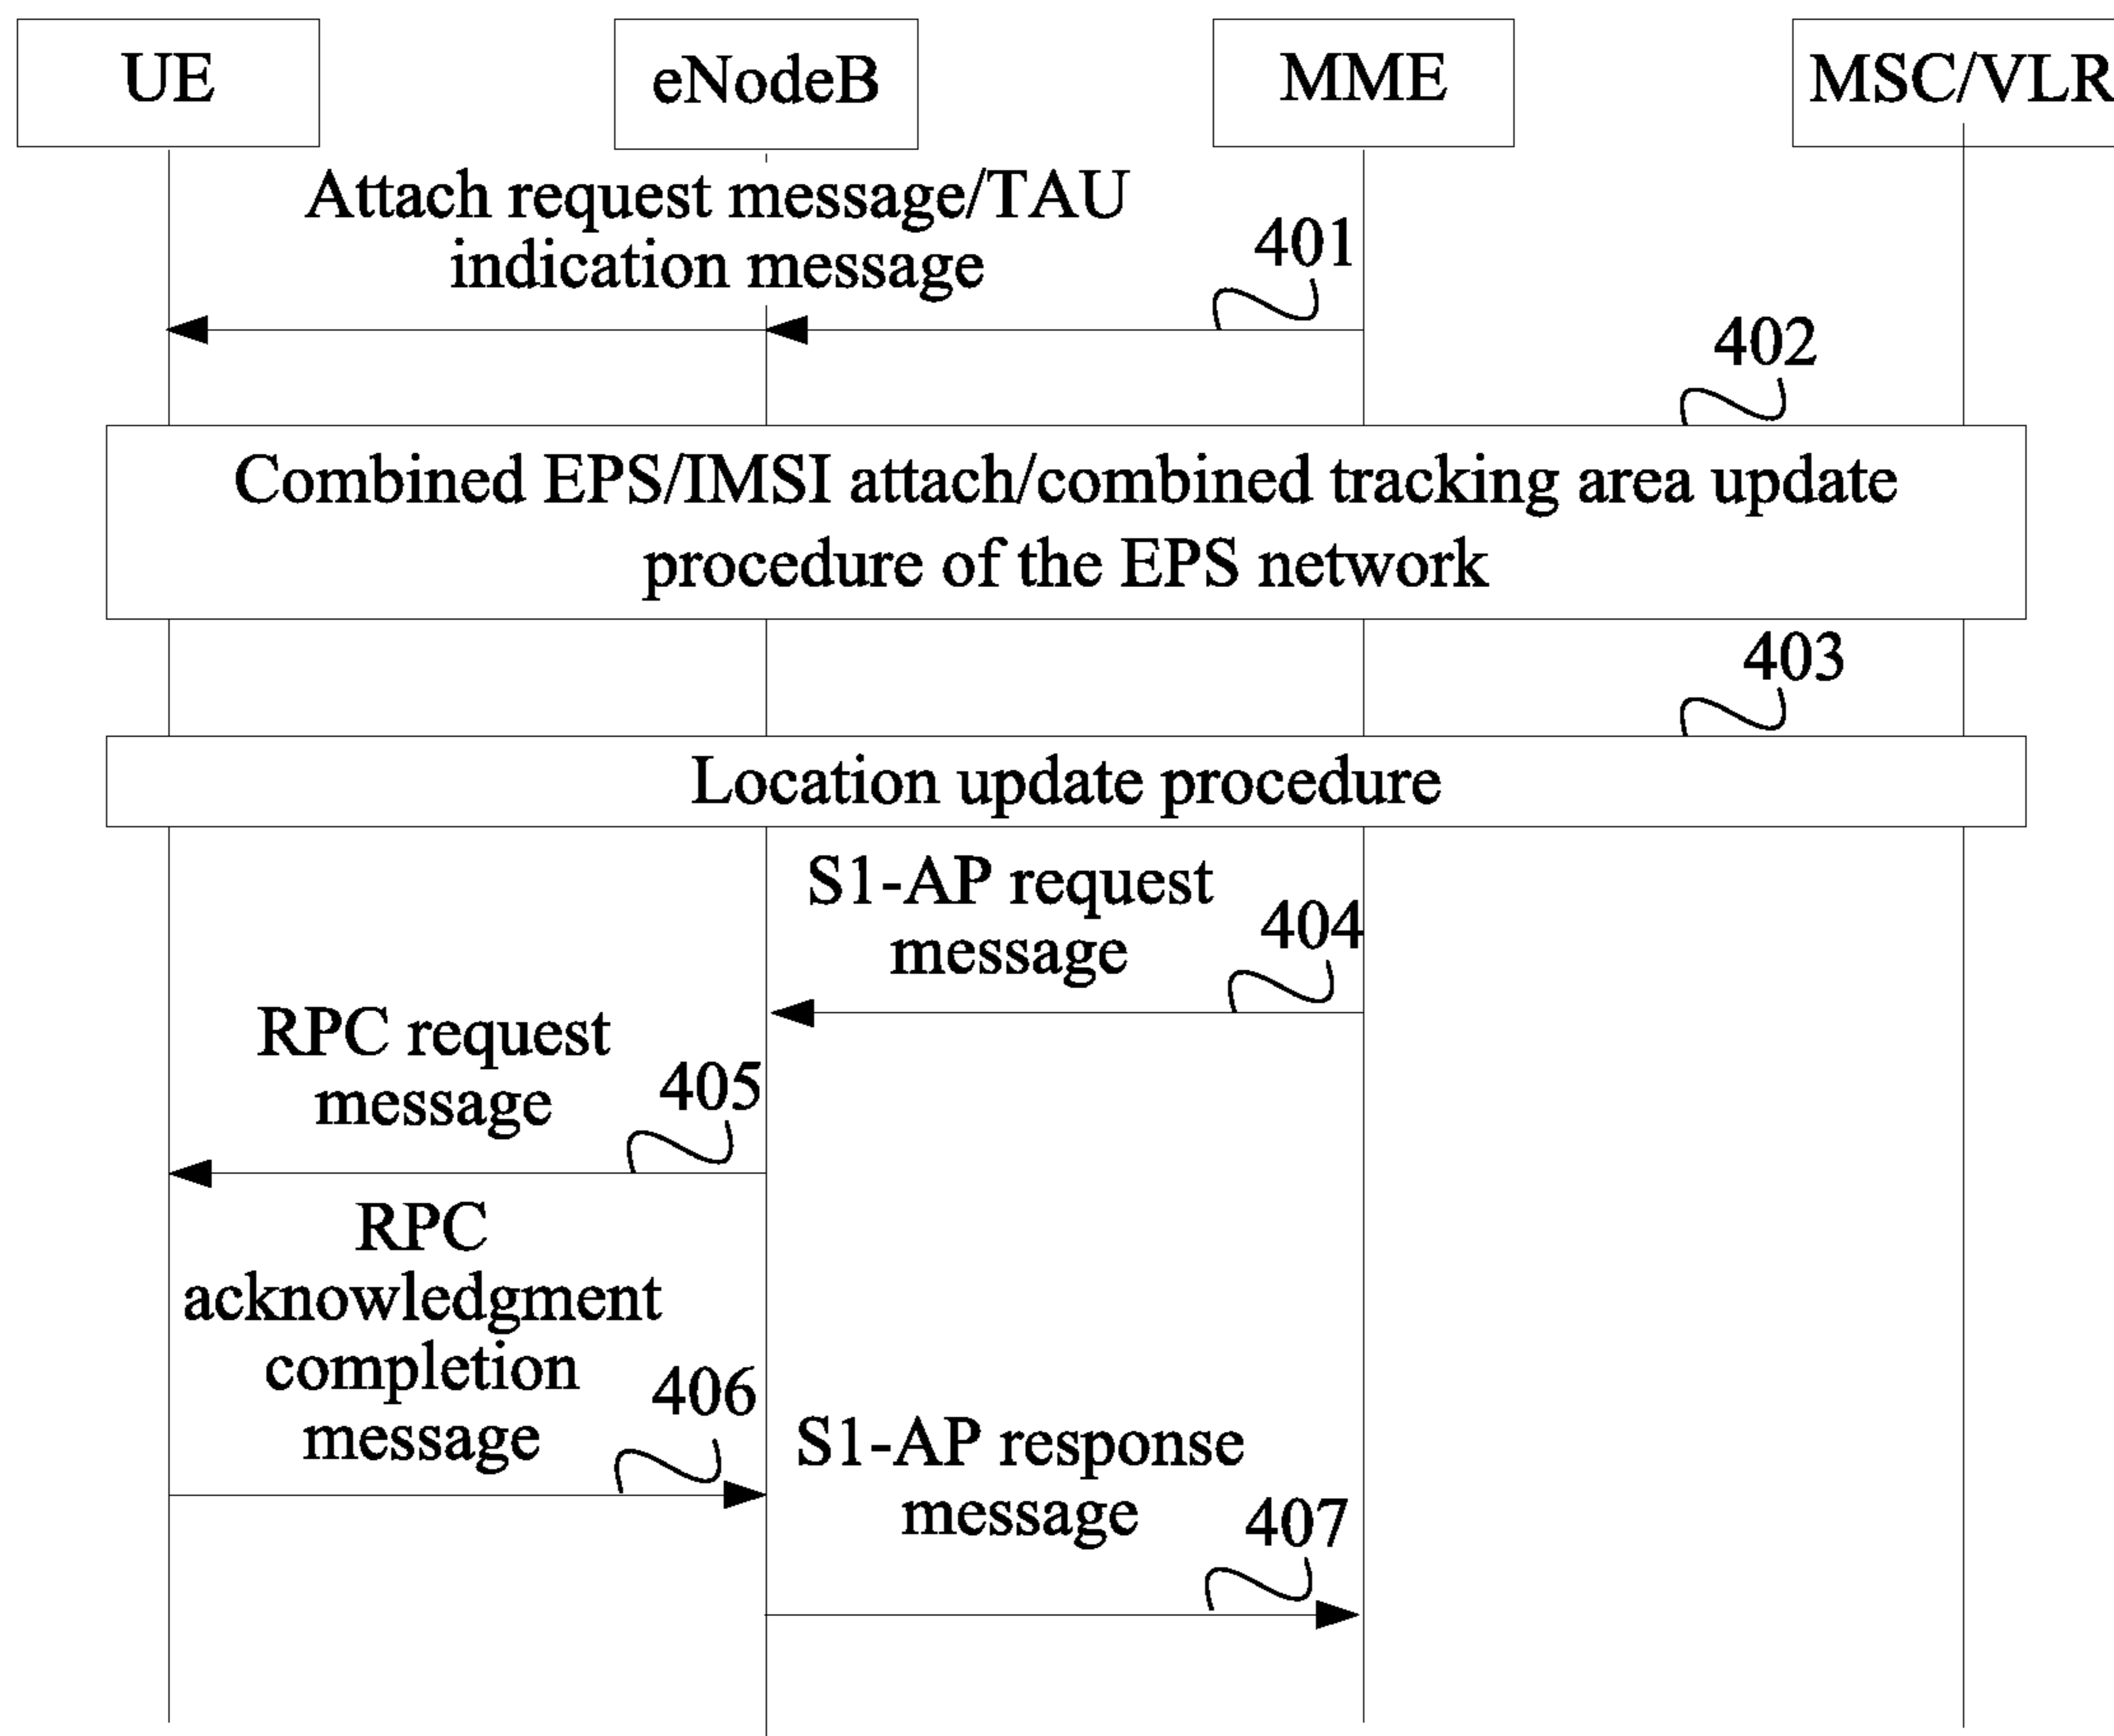 UE
eNodeB
MME
MSC/VLR
Attach request message/TAU
indication message
401
402
Combined EPS/IMSI attach/combined tracking area update
procedure of the EPS network
403
Location update procedure
S1-AP request
message
404
RPC request
message
405
RPC
acknowledgment
completion
message
406
S1-AP response
message
407